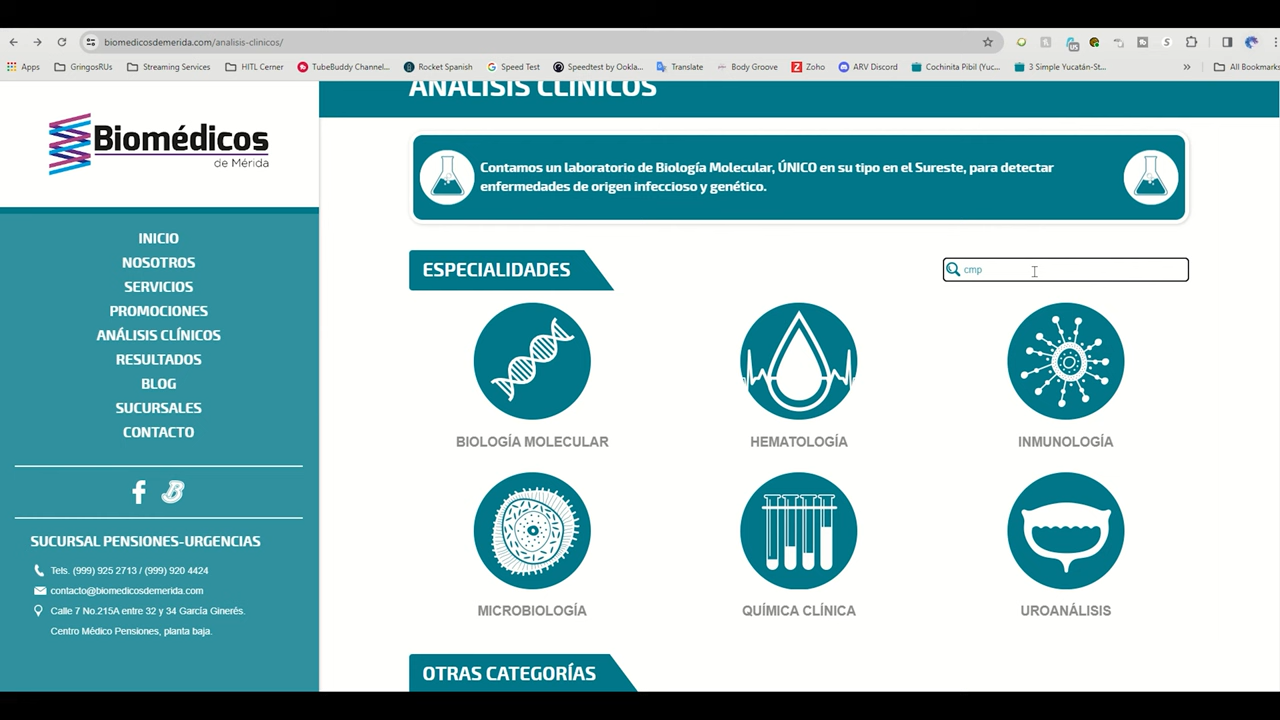 biomedicosdemerida.com/analisis-clinicos/
US
S
Apps GringosRUs Streaming Services HITL Cerner TubeBuddy Channel... Rocket Spanish Speed Test Speedtest by Ookla... Translate Body Groove Zoho ARV Discord Cochinita Pibil (Yuc... 3 Simple Yucatán-St... » All Bookmarks
Biomédicos
de Mérida
INICIO
NOSOTROS
SERVICIOS
PROMOCIONES
ANÁLISIS CLÍNICOS
RESULTADOS
BLOG
SUCURSALES
CONTACTO
SUCURSAL PENSIONES-URGENCIAS
Tels. (999) 925 2713 / (999) 920 4424
contacto@biomedicosdemerida.com
Calle 7 No.215A entre 32 y 34 García Ginerés.
Centro Médico Pensiones, planta baja.
ANÁLISIS CLÍNICOS
Contamos un laboratorio de Biología Molecular, ÚNICO en su tipo en el Sureste, para detectar
enfermedades de origen infeccioso y genético.
ESPECIALIDADES
cmp
BIOLOGÍA MOLECULAR
HEMATOLOGÍA
INMUNOLOGÍA
MICROBIOLOGÍA
QUÍMICA CLÍNICA
UROANÁLISIS
OTRAS CATEGORÍAS